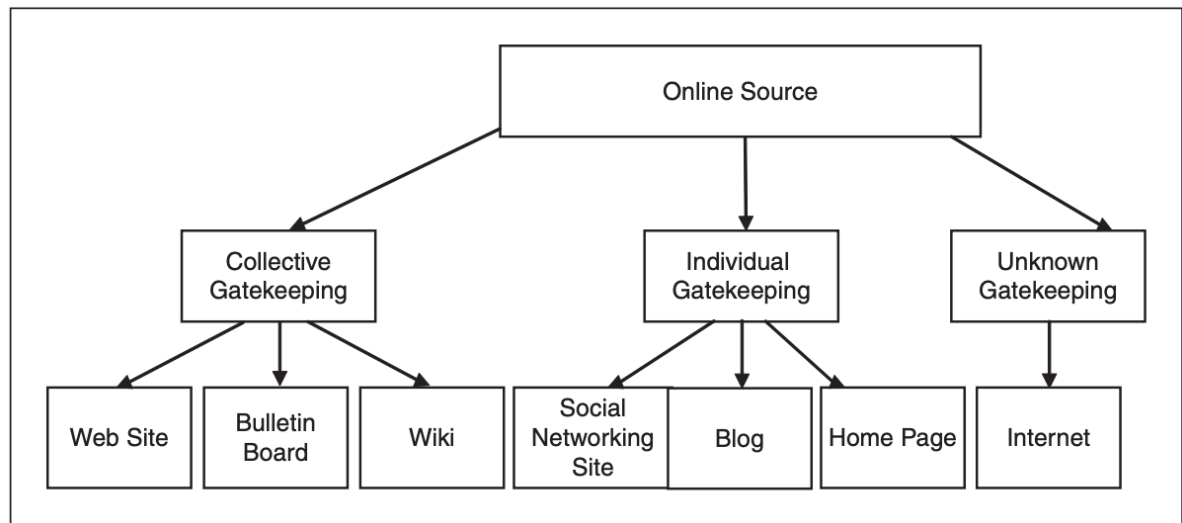 Online Source
Collective
Gatekeeping
Individual
Gatekeeping
Unknown
Gatekeeping
Web Site
Bulletin
Board
Wiki
Social
Networking
Site
Blog
Home Page
Internet